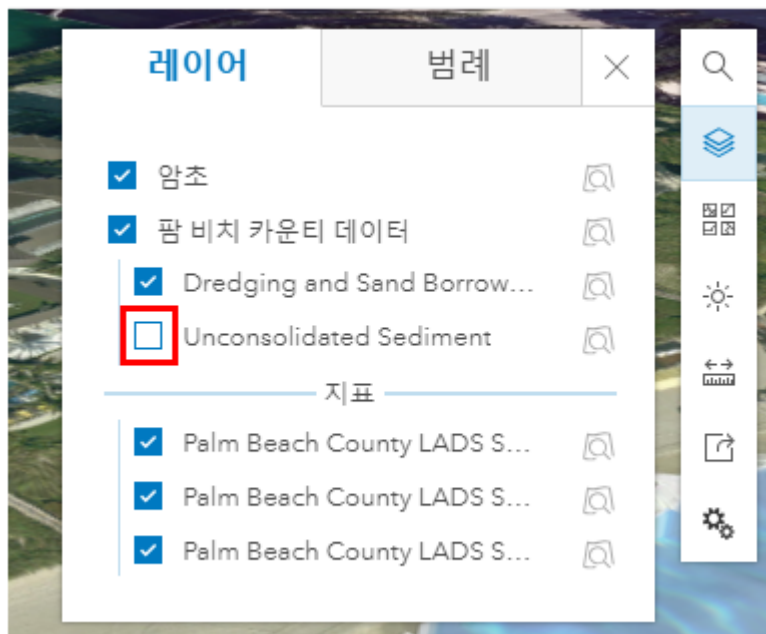 레이어
범례
암초
팜 비치 카운티 데이터
Dredging and Sand Borrow...
Unconsolidated Sediment
지표
Palm Beach County LADS S...
Palm Beach County LADS S...
Palm Beach County LADS S...